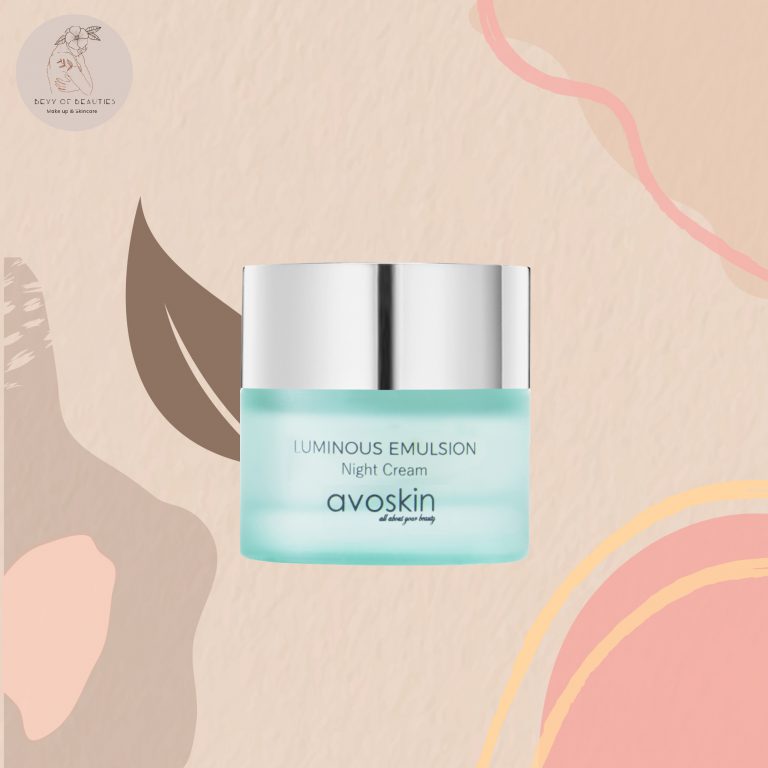 BEVY OF BEAUTIES
Make up & Skincare
LUMINOUS EMULSION
Night Cream
avoskin
all about your beauty